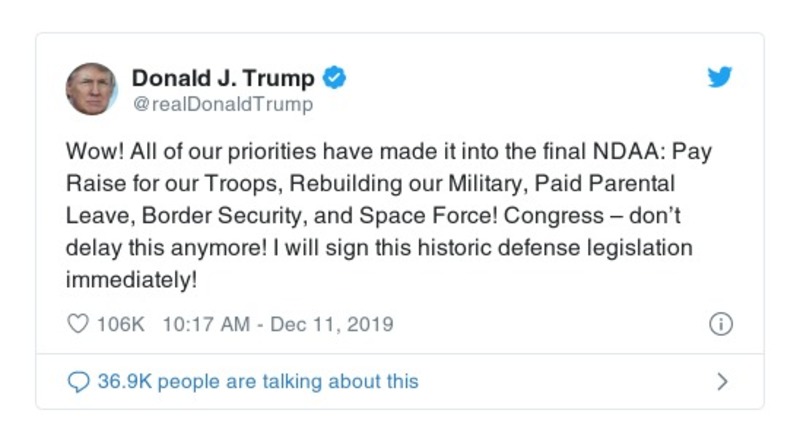 Donald J. Trump
@realDonaldTrump
Wow! All of our priorities have made it into the final NDAA: Pay
Raise for our Troops, Rebuilding our Military, Paid Parental
Leave, Border Security, and Space Force! Congress – don’t
delay this anymore! I will sign this historic defense legislation
immediately!
106K 10:17 AM - Dec 11, 2019
36.9K people are talking about this